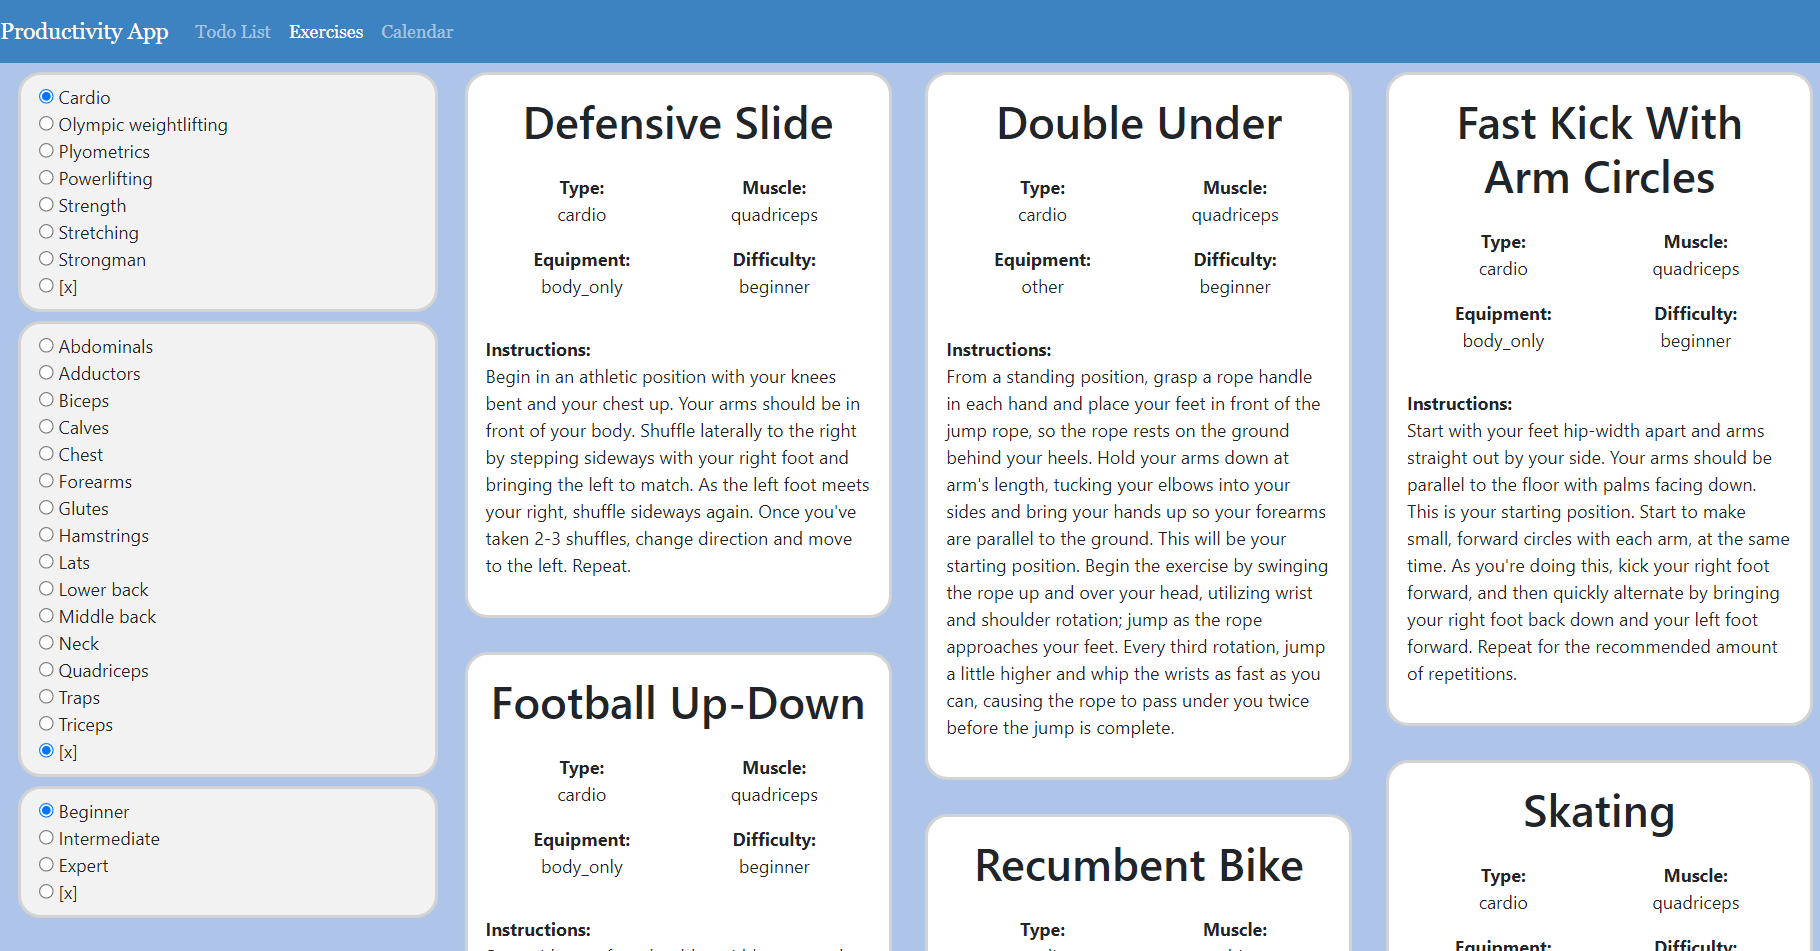 Productivity App Todo List Exercises Calendar
Cardio
Olympic weightlifting
Plyometrics
Powerlifting
Strength
Stretching
Strongman
[x]
Abdominals
Adductors
Biceps
Calves
Chest
Forearms
Glutes
Hamstrings
Lats
Lower back
Middle back
Neck
Quadriceps
Traps
Triceps
[x]
Beginner
Intermediate
Expert
[x]
Defensive Slide
Type: Muscle:
cardio quadriceps
Equipment: Difficulty:
body_only beginner
Instructions:
Begin in an athletic position with your knees
bent and your chest up. Your arms should be in
front of your body. Shuffle laterally to the right
by stepping sideways with your right foot and
bringing the left to match. As the left foot meets
your right, shuffle sideways again. Once you've
taken 2-3 shuffles, change direction and move
to the left. Repeat.
Football Up-Down
Type: Muscle:
cardio quadriceps
Equipment: Difficulty:
body_only beginner
Instructions:
Double Under
Type: Muscle:
cardio quadriceps
Equipment: Difficulty:
other beginner
Instructions:
From a standing position, grasp a rope handle
in each hand and place your feet in front of the
jump rope, so the rope rests on the ground
behind your heels. Hold your arms down at
arm's length, tucking your elbows into your
sides and bring your hands up so your forearms
are parallel to the ground. This will be your
starting position. Begin the exercise by swinging
the rope up and over your head, utilizing wrist
and shoulder rotation; jump as the rope
approaches your feet. Every third rotation, jump
a little higher and whip the wrists as fast as you
can, causing the rope to pass under you twice
before the jump is complete.
Recumbent Bike
Type: Muscle:
Fast Kick With
Arm Circles
Type: Muscle:
cardio quadriceps
Equipment: Difficulty:
body_only beginner
Instructions:
Start with your feet hip-width apart and arms
straight out by your side. Your arms should be
parallel to the floor with palms facing down.
This is your starting position. Start to make
small, forward circles with each arm, at the same
time. As you're doing this, kick your right foot
forward, and then quickly alternate by bringing
your right foot back down and your left foot
forward. Repeat for the recommended amount
of repetitions.
Skating
Type: Muscle:
cardio quadriceps
Equipment: Difficulty: